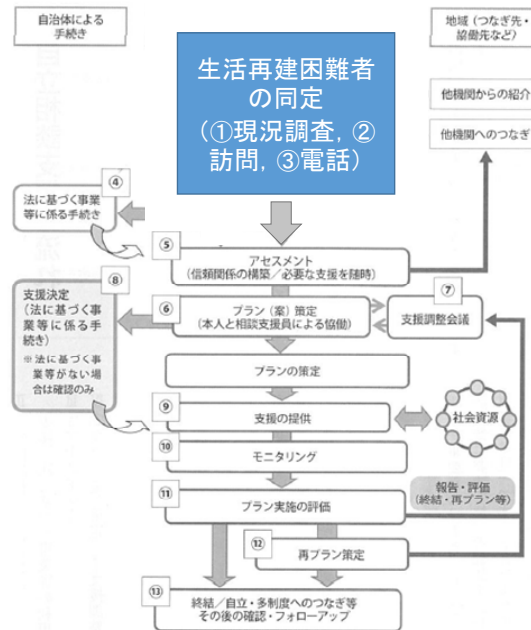 自治体による
手続き
地域（つなぎ先・
協働先など）
生活再建困難者
の同定
（①現況調査，②
訪問，③電話）
他機関からの紹介
他機関へのつなぎ
④
法に基づく事業
等に係る手続き
⑤
アセスメント
（信頼関係の構築／必要な支援を随時）
⑧
支援決定
（法に基づく事
業等に係る手
続き）
※法に基づく事
業等がない場
合は確認のみ
⑥
プラン（案）策定
（本人と相談支援員による協働）
⑦
支援調整会議
プランの策定
⑨
支援の提供
社会資源
⑩
モニタリング
報告・評価
（終結・再プラン等）
⑪
プラン実施の評価
⑫
再プラン策定
⑬
終結／自立・多制度へのつなぎ等
その後の確認・フォローアップ